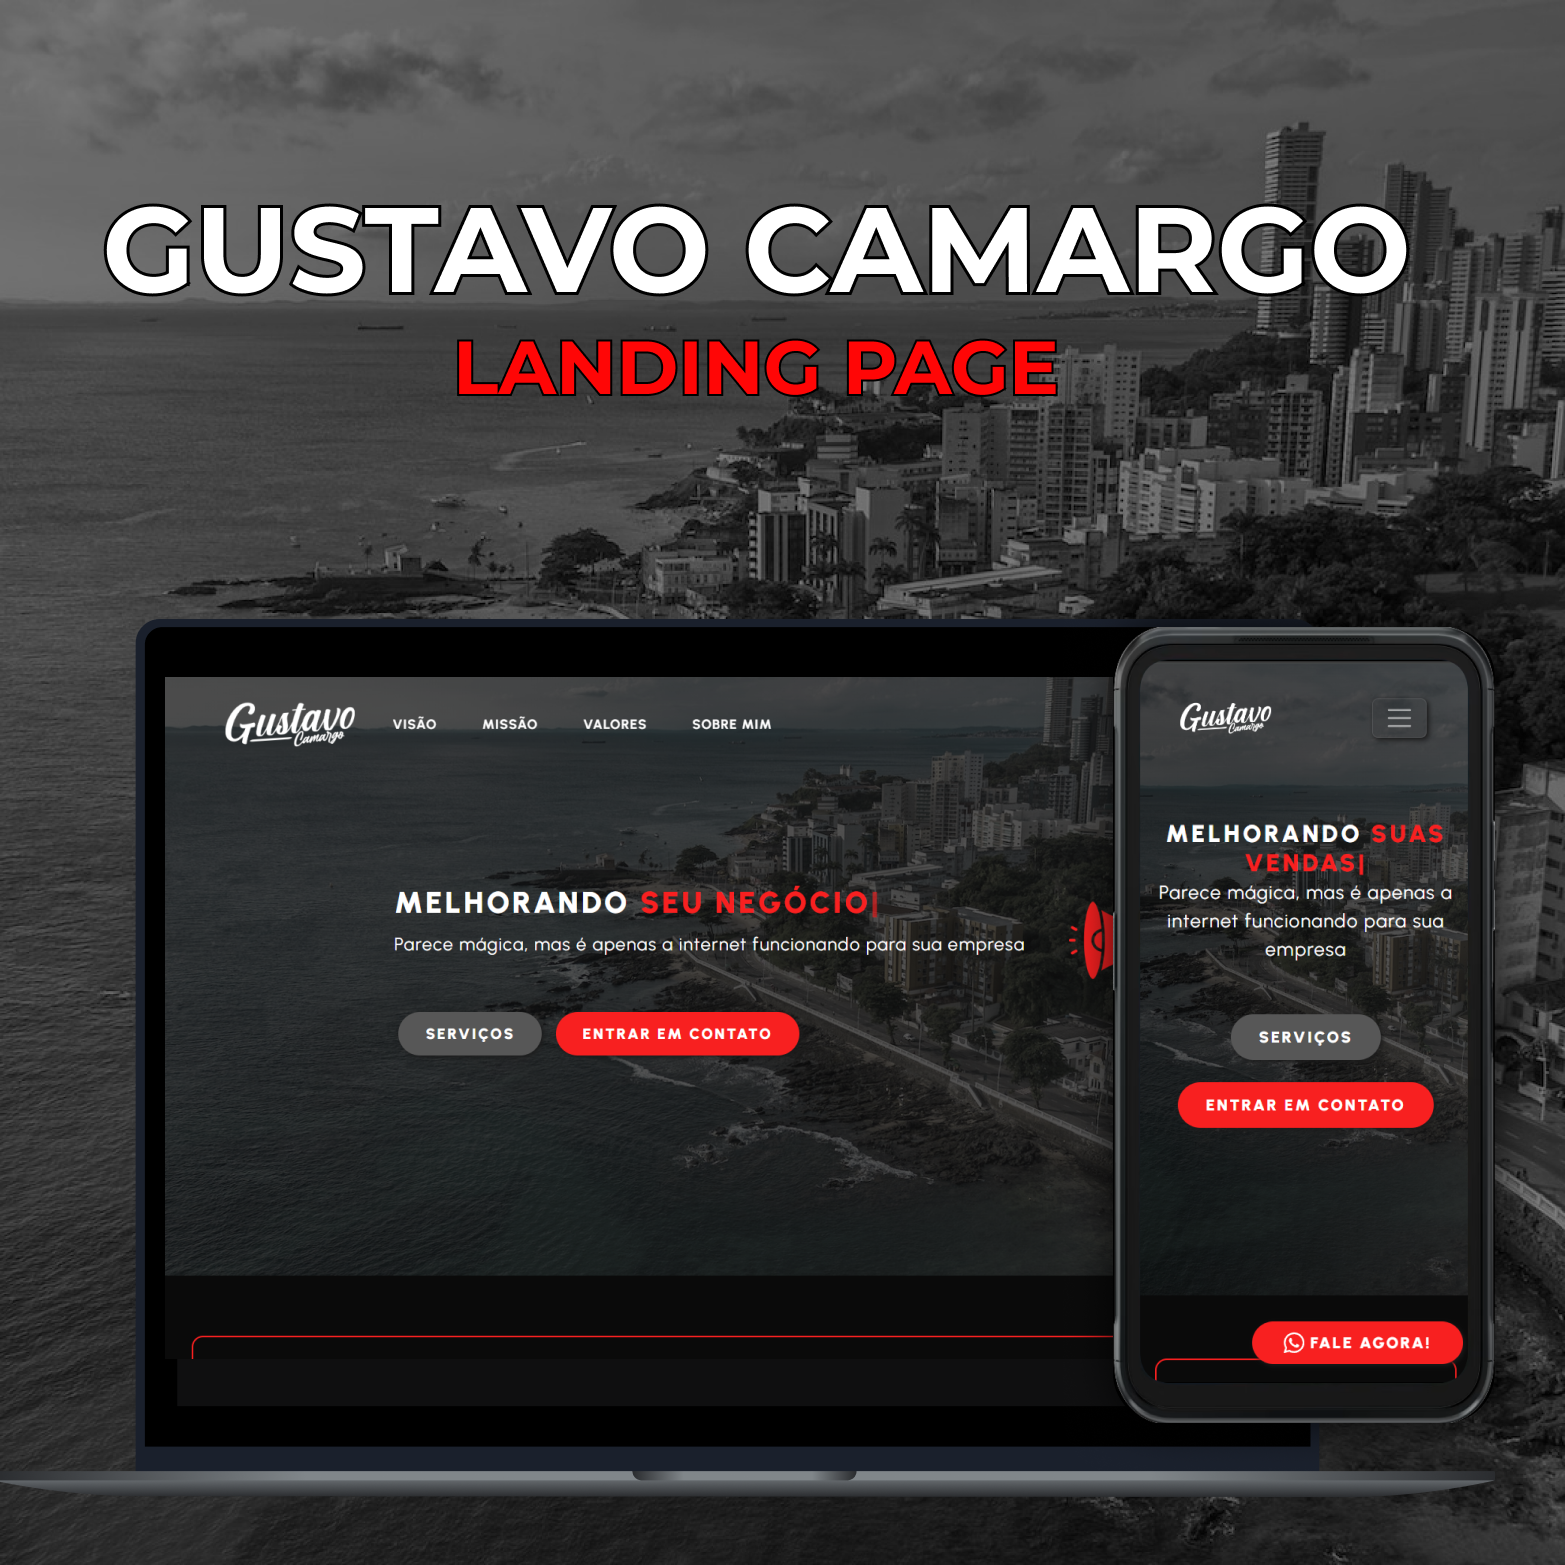 GUSTAVO CAMARGO
LANDING PAGE
Gustavo
Camargo
VISÃO MISSÃO VALORES SOBRE MIM
MELHORANDO SEU NEGÓCIO|
Parece mágica, mas é apenas a internet funcionando para sua empresa
SERVIÇOS ENTRAR EM CONTATO
Gustavo
Camargo
MELHORANDO SUAS
VENDAS|
Parece mágica, mas é apenas a
internet funcionando para sua
empresa
SERVIÇOS
ENTRAR EM CONTATO
FALE AGORA!